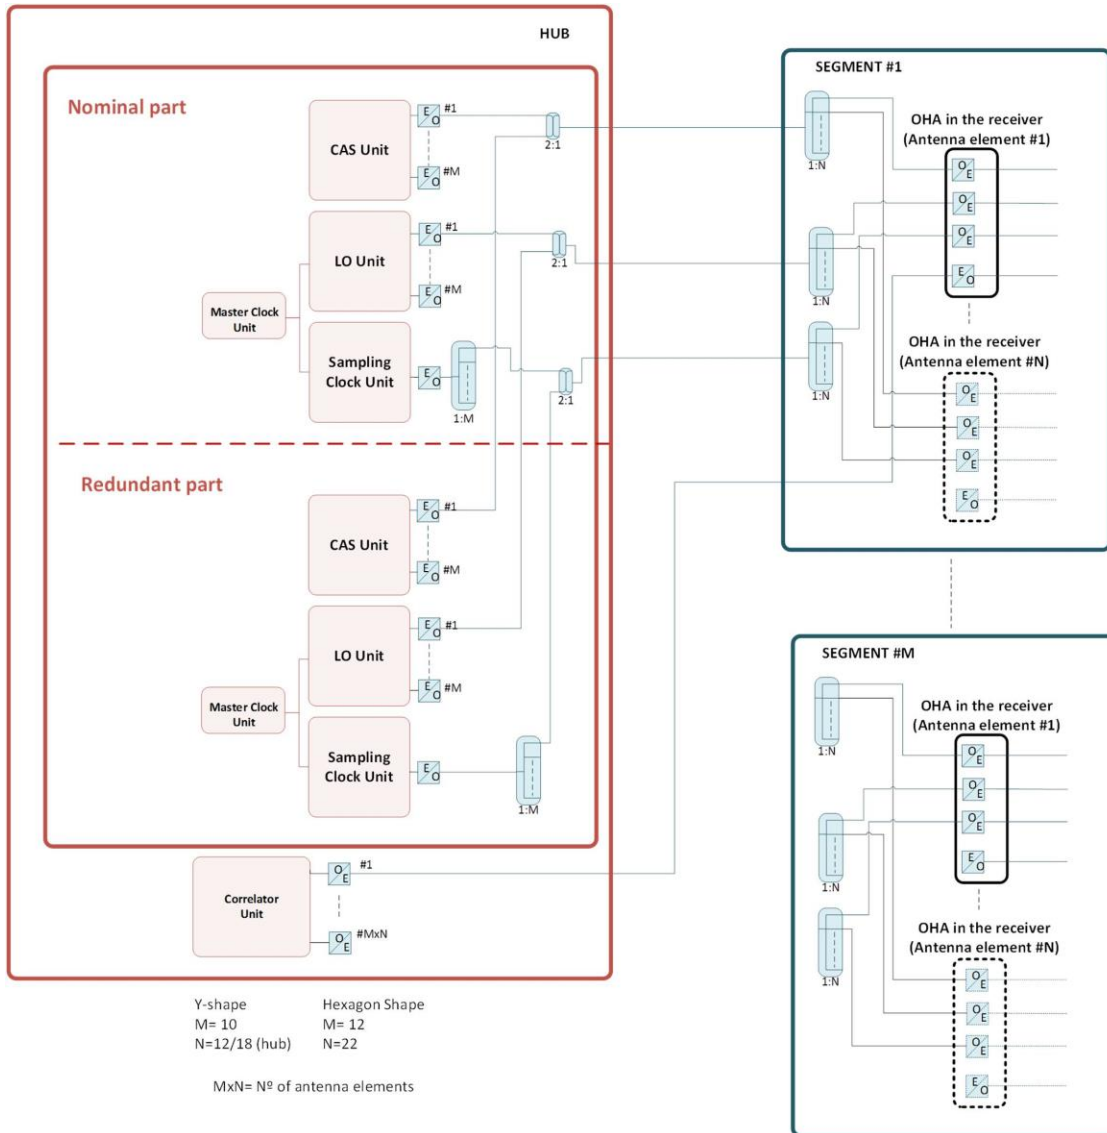 HUB
Nominal part
CAS Unit
E
O
#1
E
O
#M
2:1
LO Unit
E
O
#1
E
O
#M
2:1
Master Clock
Unit
Sampling
Clock Unit
E
O
1:M
2:1
Redundant part
CAS Unit
E
O
#1
E
O
#M
LO Unit
E
O
#1
E
O
#M
Master Clock
Unit
Sampling
Clock Unit
E
O
1:M
Correlator
Unit
O
E
#1
O
E
#MxN
SEGMENT #1
1:N
1:N
1:N
OHA in the receiver
(Antenna element #1)
O
E
O
E
O
E
E
O
OHA in the receiver
(Antenna element #N)
O
E
O
E
O
E
E
O
SEGMENT #M
1:N
1:N
1:N
OHA in the receiver
(Antenna element #1)
O
E
O
E
O
E
E
O
OHA in the receiver
(Antenna element #N)
O
E
O
E
O
E
E
O
Y-shape
M= 10
N=12/18 (hub)
Hexagon Shape
M= 12
N=22
MxN= Nº of antenna elements